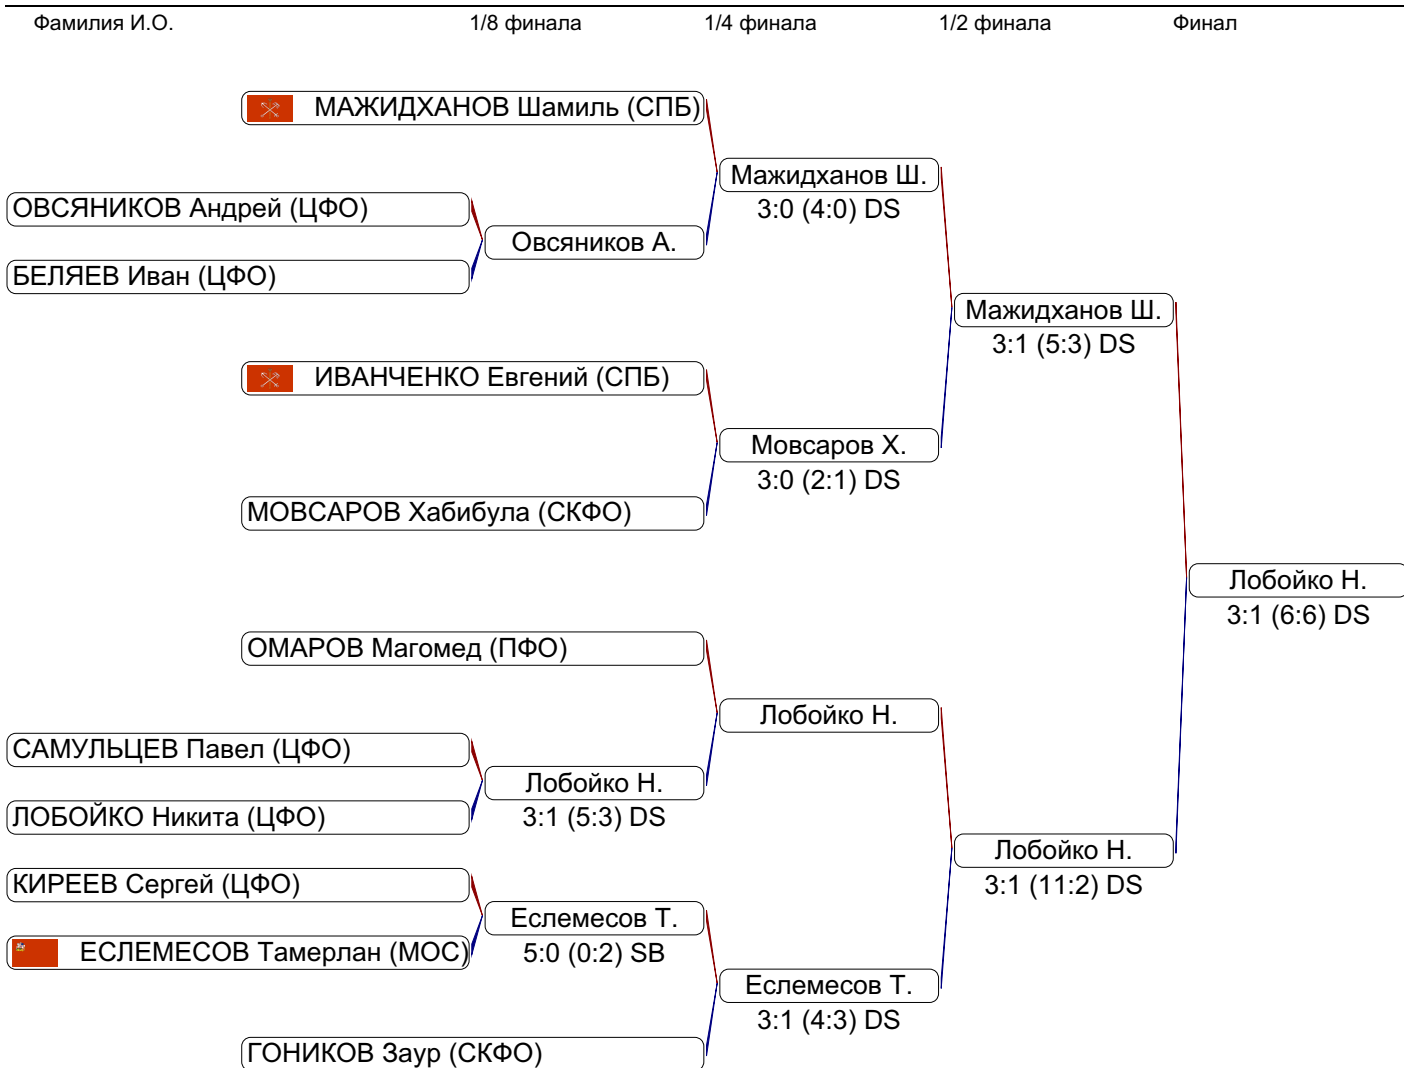 Фамилия И.О. 1/8 финала 1/4 финала 1/2 финала Финал
МАЖИДХАНОВ Шамиль (СПБ)
Мажидханов Ш.
ОВСЯНИКОВ Андрей (ЦФО) 3:0 (4:0) DS
Овсяников А.
БЕЛЯЕВ Иван (ЦФО)
Мажидханов Ш.
3:1 (5:3) DS
ИВАНЧЕНКО Евгений (СПБ)
Мовсаров Х.
3:0 (2:1) DS
МОВСАРОВ Хабибула (СКФО)
Лобойко Н.
3:1 (6:6) DS
ОМАРОВ Магомед (ПФО)
Лобойко Н.
САМУЛЬЦЕВ Павел (ЦФО)
Лобойко Н.
ЛОБОЙКО Никита (ЦФО) 3:1 (5:3) DS
Лобойко Н.
КИРЕЕВ Сергей (ЦФО) 3:1 (11:2) DS
Еслемесов Т.
ЕСЛЕМЕСОВ Тамерлан (МОС) 5:0 (0:2) SB
Еслемесов Т.
3:1 (4:3) DS
ГОНИКОВ Заур (СКФО)